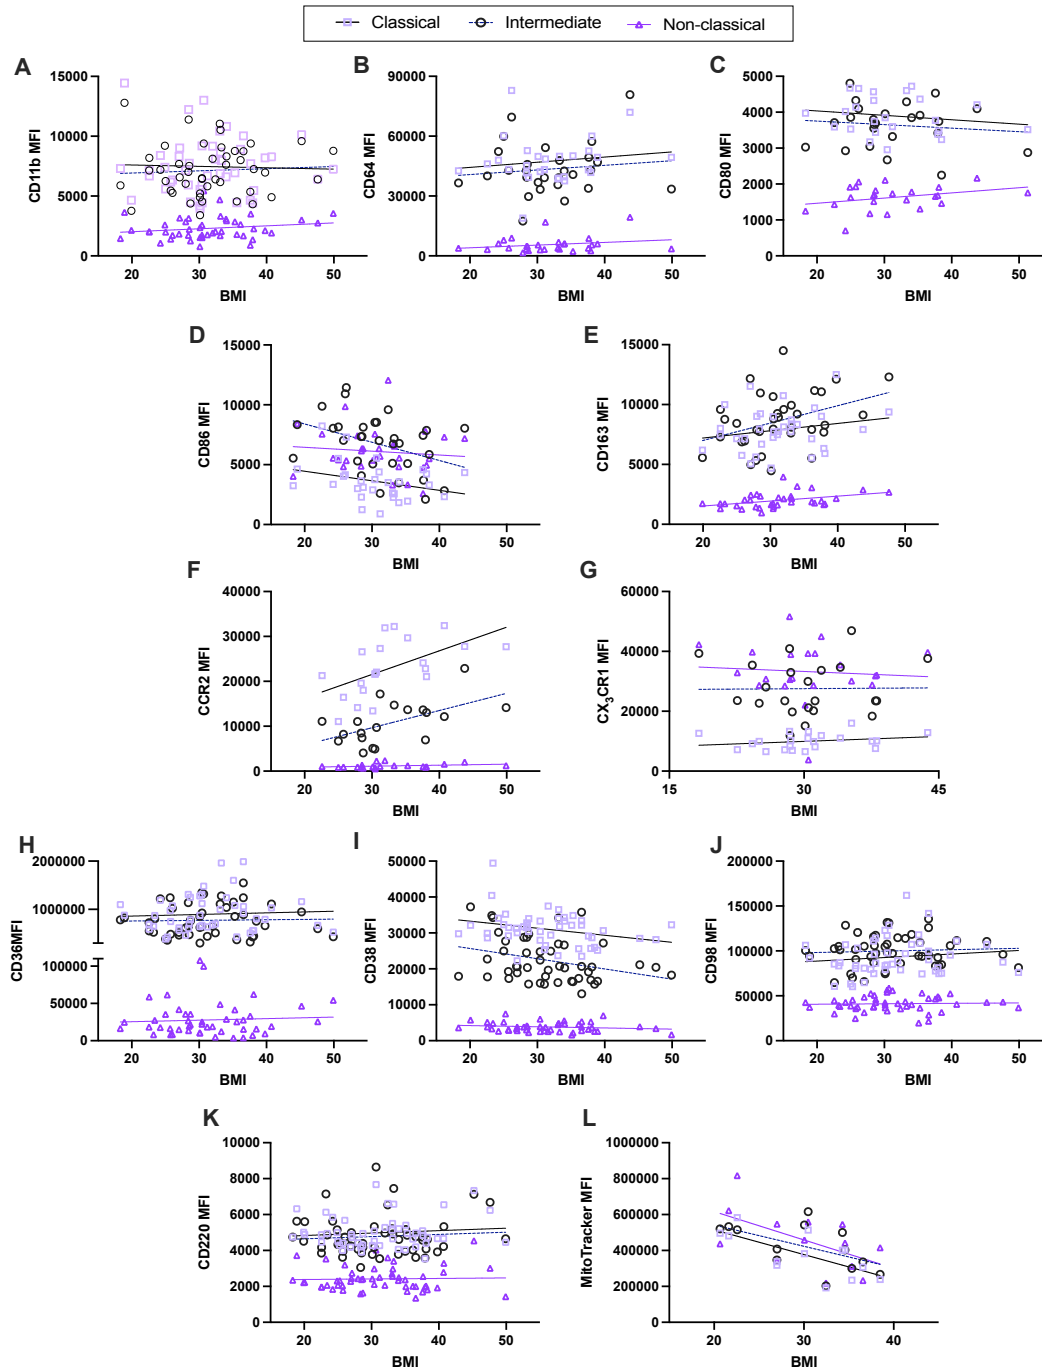 Classical Intermediate Non-classical
A B C
15000 90000 5000
10000 60000 4000
3000
5000 30000 2000
1000
0 0 0
CD11b MFI CD64 MFI CD80 MFI
20 30 40 50 20 30 40 50 20 30 40 50
BMI BMI BMI
D E
15000 15000
10000 10000
5000 5000
0 0
CD86 MFI CD163 MFI
20 30 40 50 20 30 40 50
BMI BMI
F G
40000 60000
30000 40000
20000
10000 20000
0 0
CCR2 MFI CX3CR1 MFI
20 30 40 50 15 30 45
BMI BMI
H I J
2000000 50000 200000
1000000 40000 150000
30000
100000 20000 100000
50000 10000 50000
0 0 0
CD36MFI CD38 MFI CD98 MFI
20 30 40 50 20 30 40 50 20 30 40 50
BMI BMI BMI
K L
10000 1000000
8000 800000
6000 600000
4000 400000
2000 200000
0 0
CD220 MFI MitoTracker MFI
20 30 40 50 20 30 40
BMI BMI